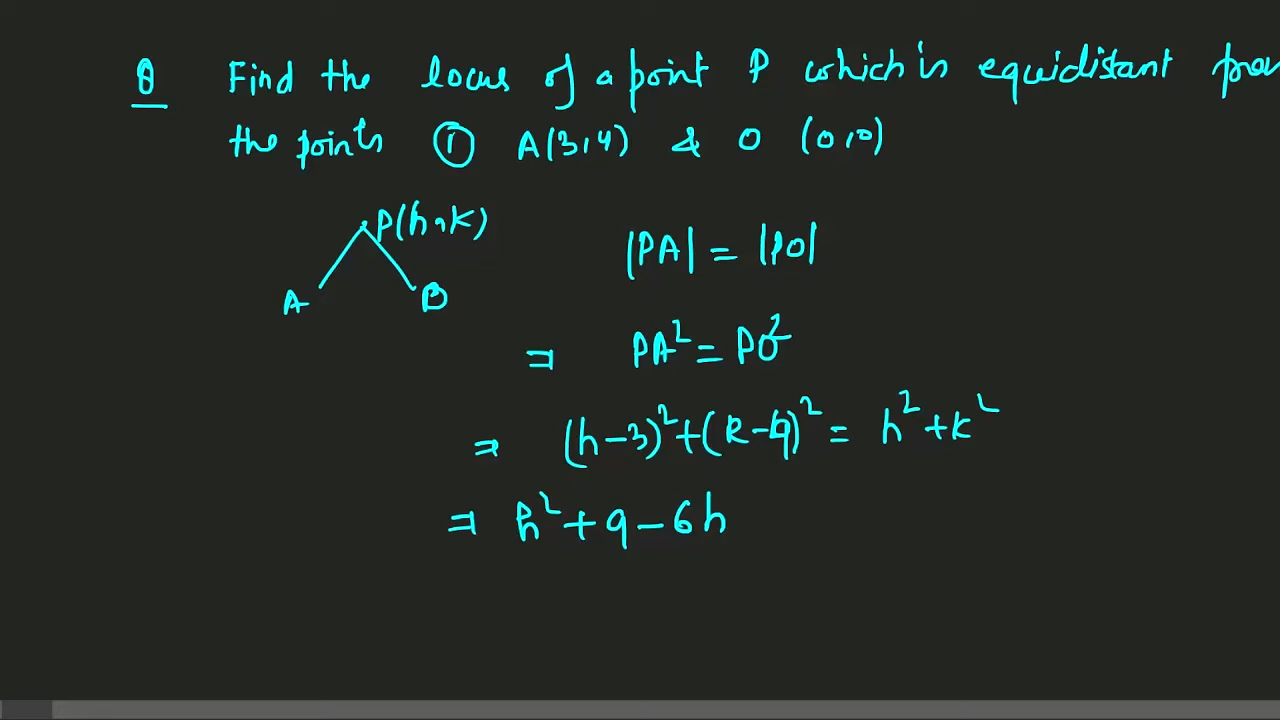 Q Find the locus of a point P which is equidistant from
the points ① A(3,4) & O (0,0)
P(h,k)
A
B
|PA| = |PO|
⇒ PA² = PO²
⇒ (h-3)²+(k-4)² = h²+k²
⇒ h²+9-6h